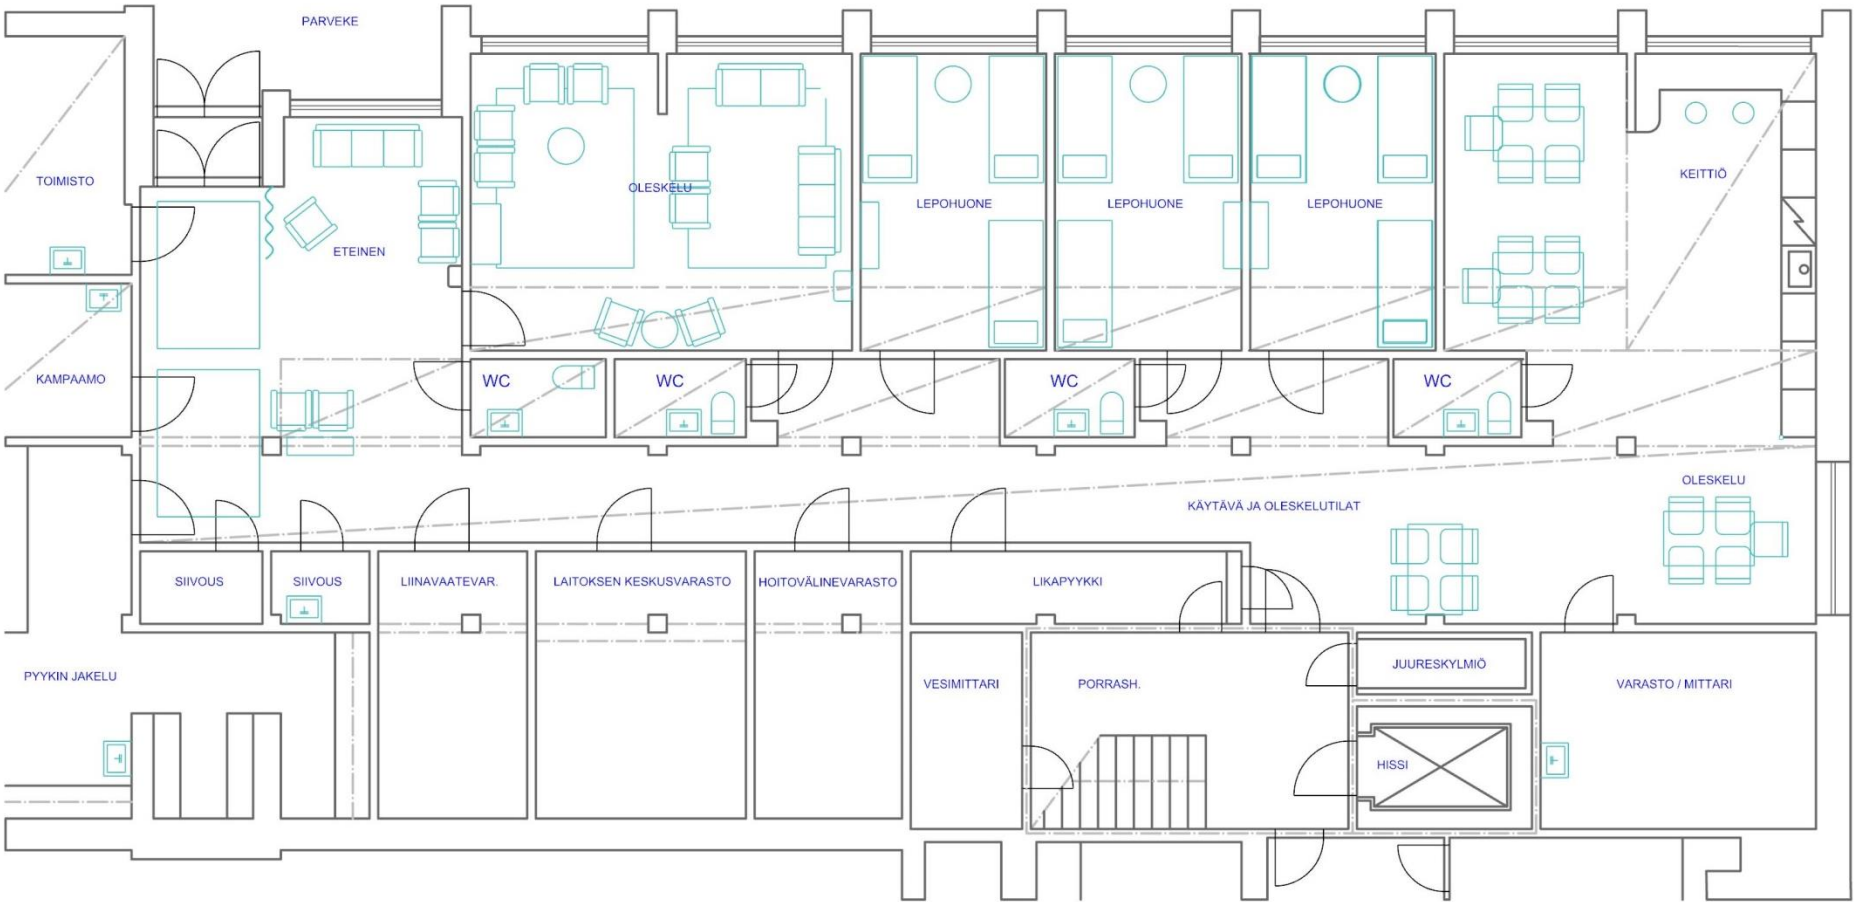 PARVEKE
TOIMISTO
OLESKELU
LEPOHUONE
LEPOHUONE
LEPOHUONE
KEITTIÖ
ETEINEN
KAMPAAMO
WC
WC
WC
WC
OLESKELU
KÄYTÄVÄ JA OLESKELUTILAT
SIIVOUS
SIIVOUS
LIINAVAATEVAR.
LAITOKSEN KESKUSVARASTO
HOITOVÄLINEVARASTO
LIKAPYYKKI
PYYKIN JAKELU
VESIMITTARI
PORRASH.
JUURESKYLMIÖ
VARASTO / MITTARI
HISSI